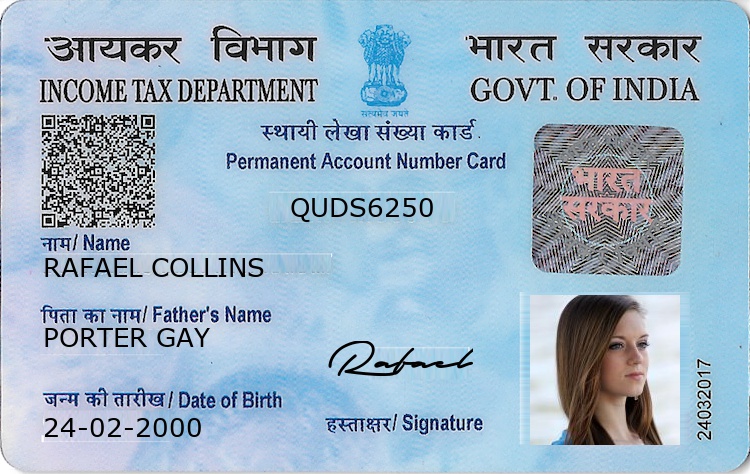 आयकर विभाग
INCOME TAX DEPARTMENT
भारत सरकार
GOVT. OF INDIA
सत्यमेव जयते
स्थायी लेखा संख्या कार्ड
Permanent Account Number Card
QUDS6250
भारत
सरकार
नाम/ Name
RAFAEL COLLINS
पिता का नाम/ Father's Name
PORTER GAY
Rafael
जन्म की तारीख/ Date of Birth
24-02-2000
हस्ताक्षर/ Signature
24032017